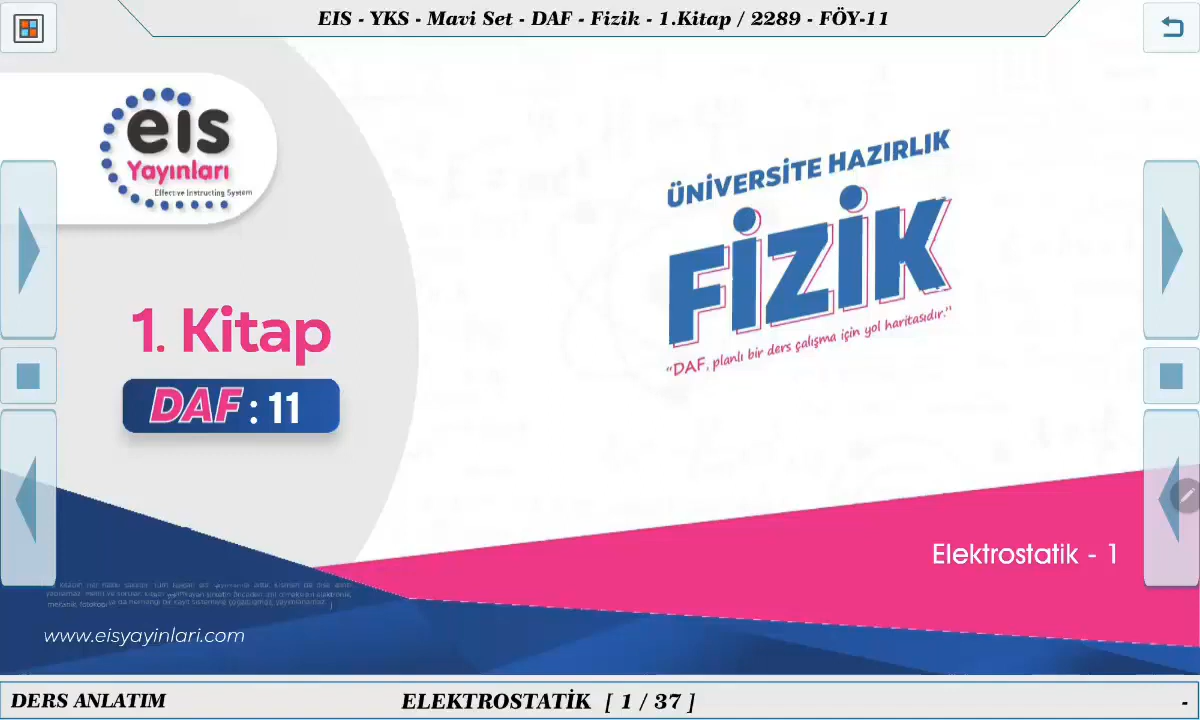 EIS - YKS - Mavi Set - DAF - Fizik - 1.Kitap / 2289 - FÖY-11
eis
Yayınları
Effective Instructing System
ÜNİVERSİTE HAZIRLIK
FİZİK
"DAF, planlı bir ders çalışma için yol haritasıdır."
1. Kitap
DAF : 11
Elektrostatik - 1
www.eisyayinlari.com
DERS ANLATIM
ELEKTROSTATİK [ 1 / 37 ]
-